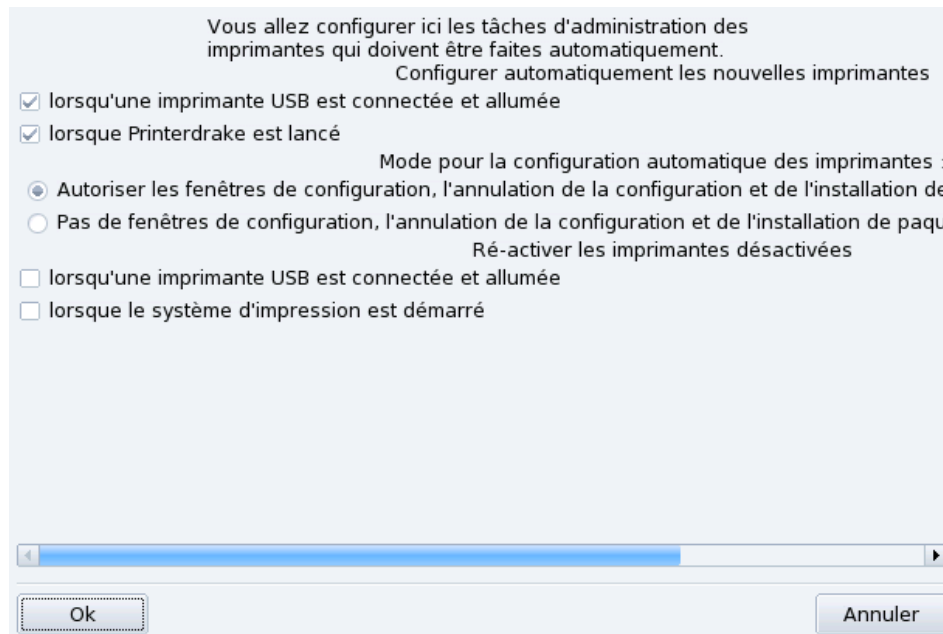 Vous allez configurer ici les tâches d'administration des
imprimantes qui doivent être faites automatiquement.
Configurer automatiquement les nouvelles imprimantes
lorsqu'une imprimante USB est connectée et allumée
lorsque Printerdrake est lancé
Mode pour la configuration automatique des imprimantes :
Autoriser les fenêtres de configuration, l'annulation de la configuration et de l'installation de
Pas de fenêtres de configuration, l'annulation de la configuration et de l'installation de paqu
Ré-activer les imprimantes désactivées
lorsqu'une imprimante USB est connectée et allumée
lorsque le système d'impression est démarré
Ok
Annuler